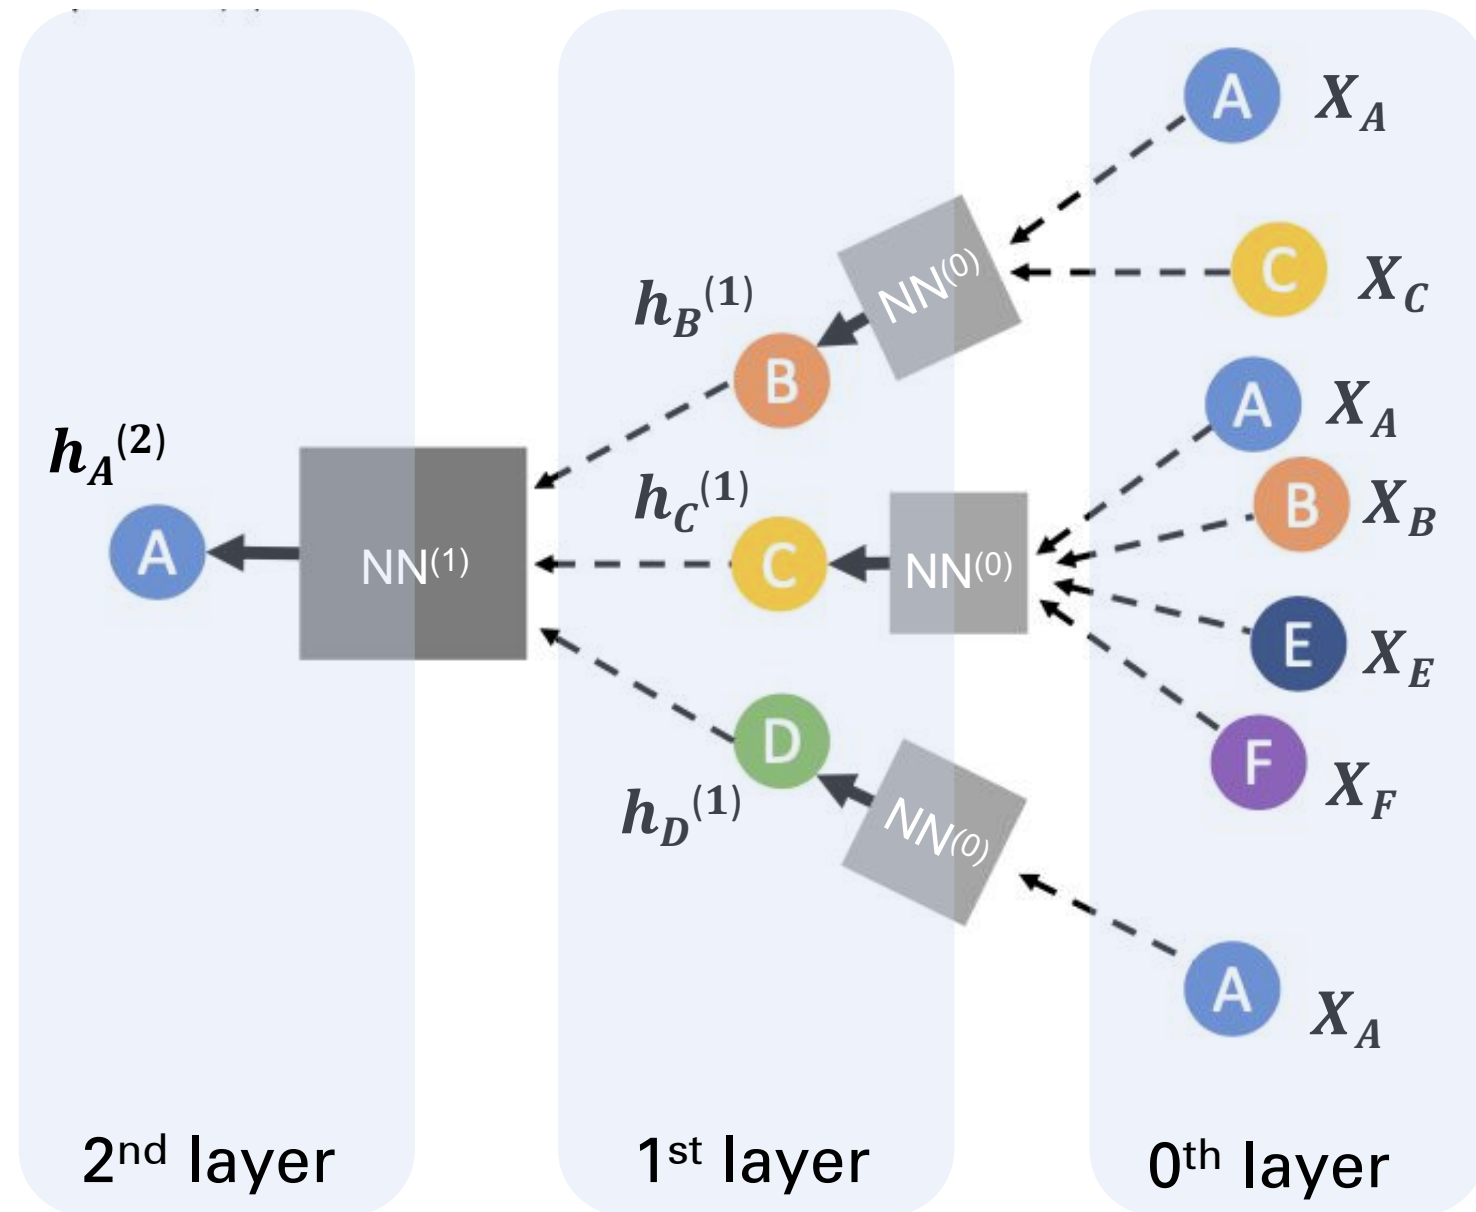 A X_A
C X_C
NN^(0)
h_B^(1)
B
A X_A
B X_B
h_A^(2)
A
NN^(1)
h_C^(1)
C
NN^(0)
E X_E
F X_F
D
h_D^(1)
NN^(0)
A X_A
2nd layer
1st layer
0th layer